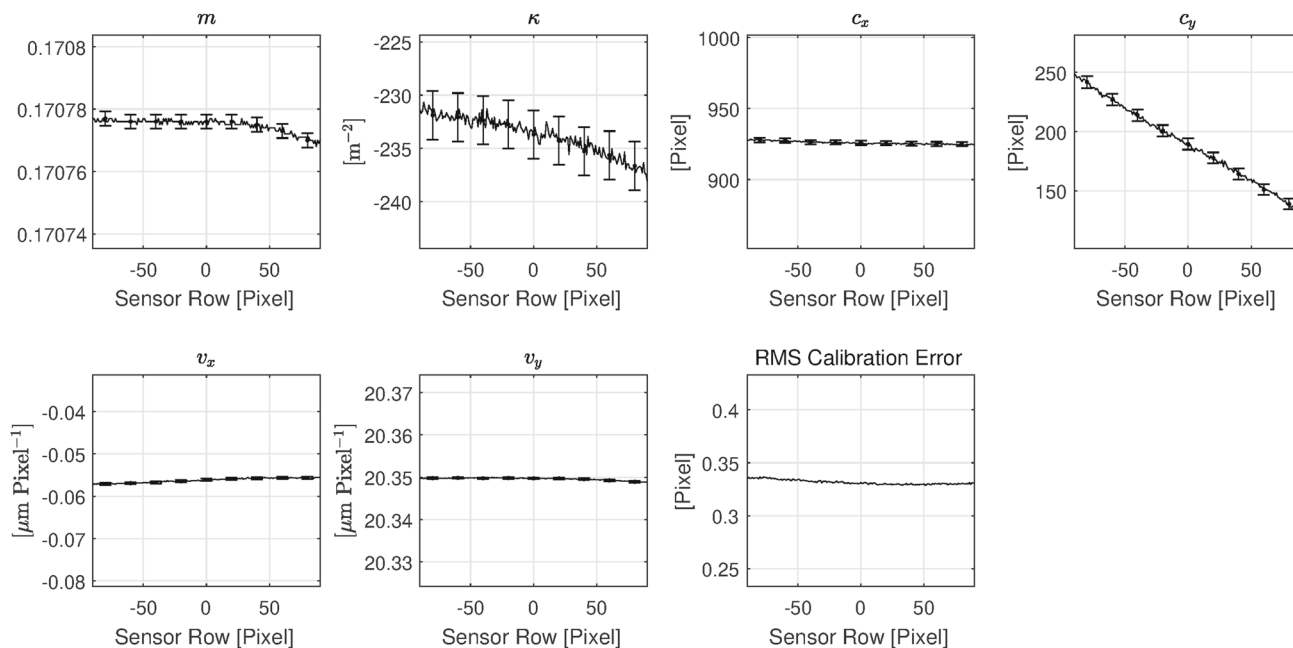 m
0.1708
0.17078
0.17076
0.17074
-50 0 50
Sensor Row [Pixel]
κ
[m⁻²]
-225
-230
-235
-240
-50 0 50
Sensor Row [Pixel]
cₓ
[Pixel]
1000
950
900
-50 0 50
Sensor Row [Pixel]
c_y
[Pixel]
250
200
150
-50 0 50
Sensor Row [Pixel]
vₓ
[μm Pixel⁻¹]
-0.04
-0.05
-0.06
-0.07
-0.08
-50 0 50
Sensor Row [Pixel]
v_y
[μm Pixel⁻¹]
20.37
20.36
20.35
20.34
20.33
-50 0 50
Sensor Row [Pixel]
RMS Calibration Error
[Pixel]
0.4
0.35
0.3
0.25
-50 0 50
Sensor Row [Pixel]